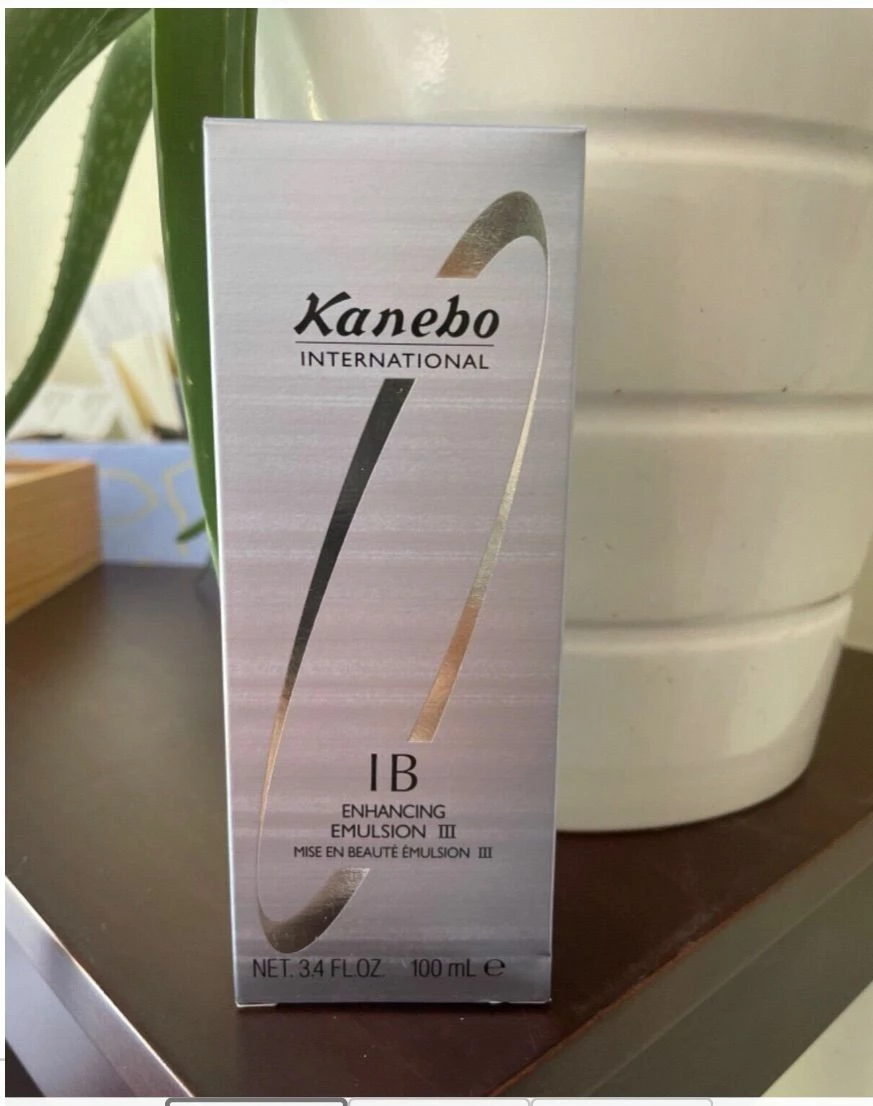 Kanebo
INTERNATIONAL
IB
ENHANCING
EMULSION III
MISE EN BEAUTÉ ÉMULSION III
NET. 3.4 FL.OZ. 100 mL ℮